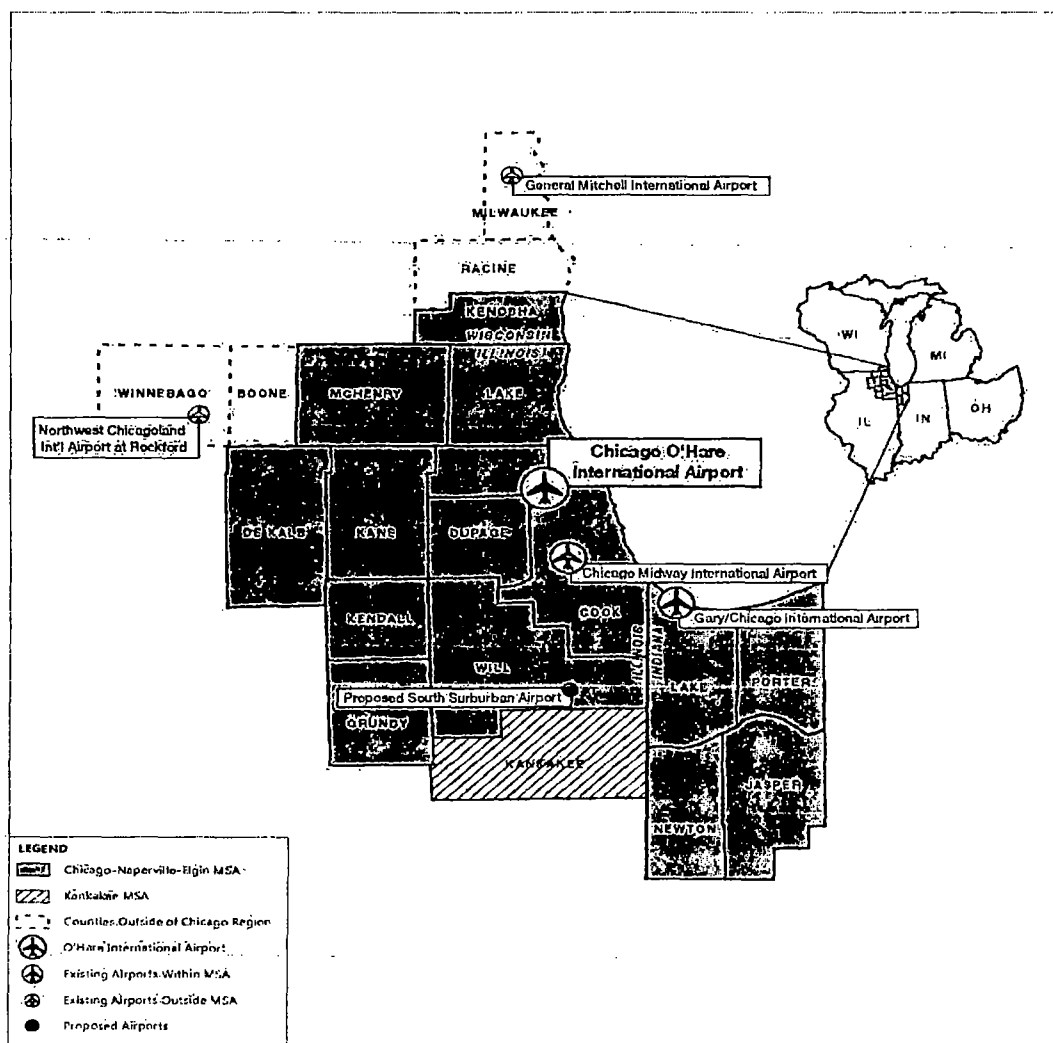 General Mitchell International Airport
MILWAUKEE
RACINE
KENOSHA
WISCONSIN
ILLINOIS
WI
MI
IL
IN
OH
WINNEBAGO
BOONE
MCHENRY
LAKE
Northwest Chicagoland
Int'l Airport at Rockford
Chicago O'Hare
International Airport
DE KALB
KANE
DUPAGE
Chicago Midway International Airport
COOK
Gary/Chicago International Airport
KENDALL
WILL
ILLINOIS
INDIANA
LAKE
PORTER
Proposed South Surburban Airport
GRUNDY
KANKAKEE
NEWTON
JASPER
LEGEND
Chicago-Naperville-Elgin MSA
Kankakee MSA
Counties Outside of Chicago Region
O'Hare International Airport
Existing Airports Within MSA
Existing Airports Outside MSA
Proposed Airports